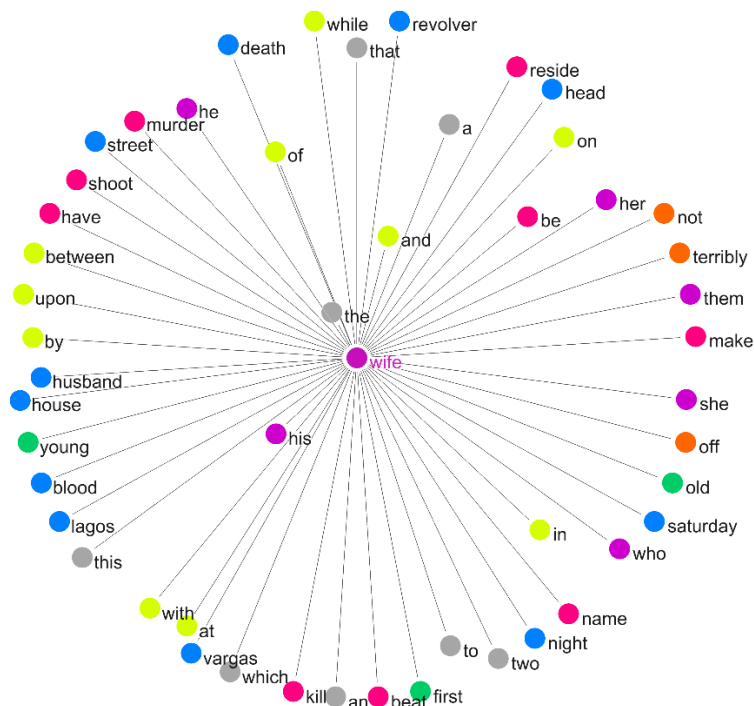 while
revolver
death
that
reside
head
he
murder
a
street
of
on
shoot
her
have
be
not
and
between
terribly
upon
them
the
by
make
wife
husband
house
she
his
young
off
blood
old
lagos
saturday
in
this
who
with
name
at
night
vargas
to
two
which
kill
an
beat
first